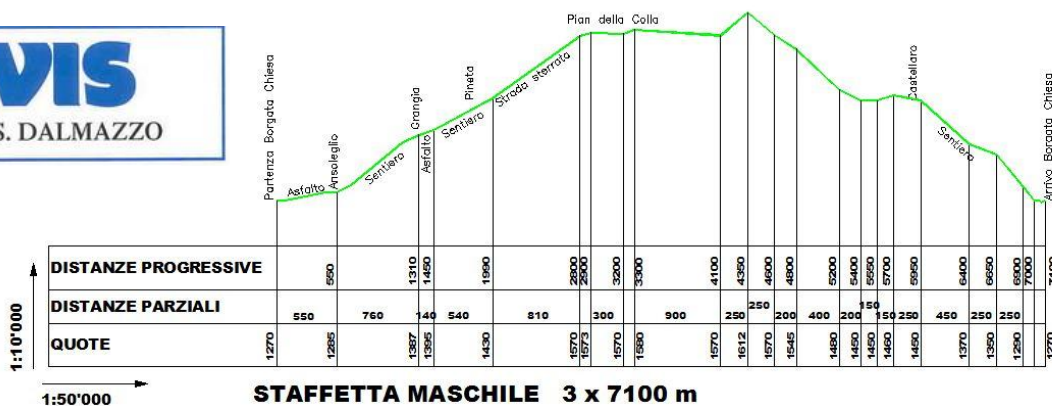 VIS
S. DALMAZZO
Partenza Borgata Chiesa
Asfalto
Ansoleglio
Sentiero
Grangia
Asfalto
Sentiero
Pineta
Strada sterrato
Pian della Colla
Castellaro
Sentiero
Arrivo Borgata Chiesa
DISTANZE PROGRESSIVE 550 1310 1450 1990 2800 2900 3200 3300 4100 4350 4600 4800 5200 5400 5550 5700 5950 6400 6650 6900 7000 7100
DISTANZE PARZIALI 550 760 140 540 810 300 900 250 250 200 400 200 150 150 250 450 250 250
QUOTE 1270 1285 1387 1395 1430 1570 1573 1570 1580 1570 1612 1570 1545 1480 1450 1450 1460 1450 1370 1350 1290 1270
1:10'000
1:50'000
STAFFETTA MASCHILE 3 x 7100 m